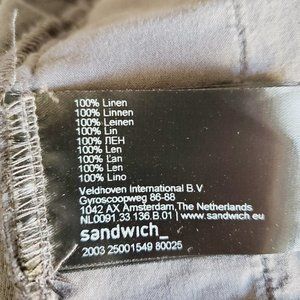 100% Linen
100% Linnen
100% Leinen
100% Lin
100% ЛЕН
100% Len
100% Ľan
100% Len
100% Lino
Veldhoven International B.V.
Gyroscoopweg 86-88
1042 AX Amsterdam, The Netherlands
NL0091.33.136.B.01 | www.sandwich.eu
sandwich_
2003 25001549 80025